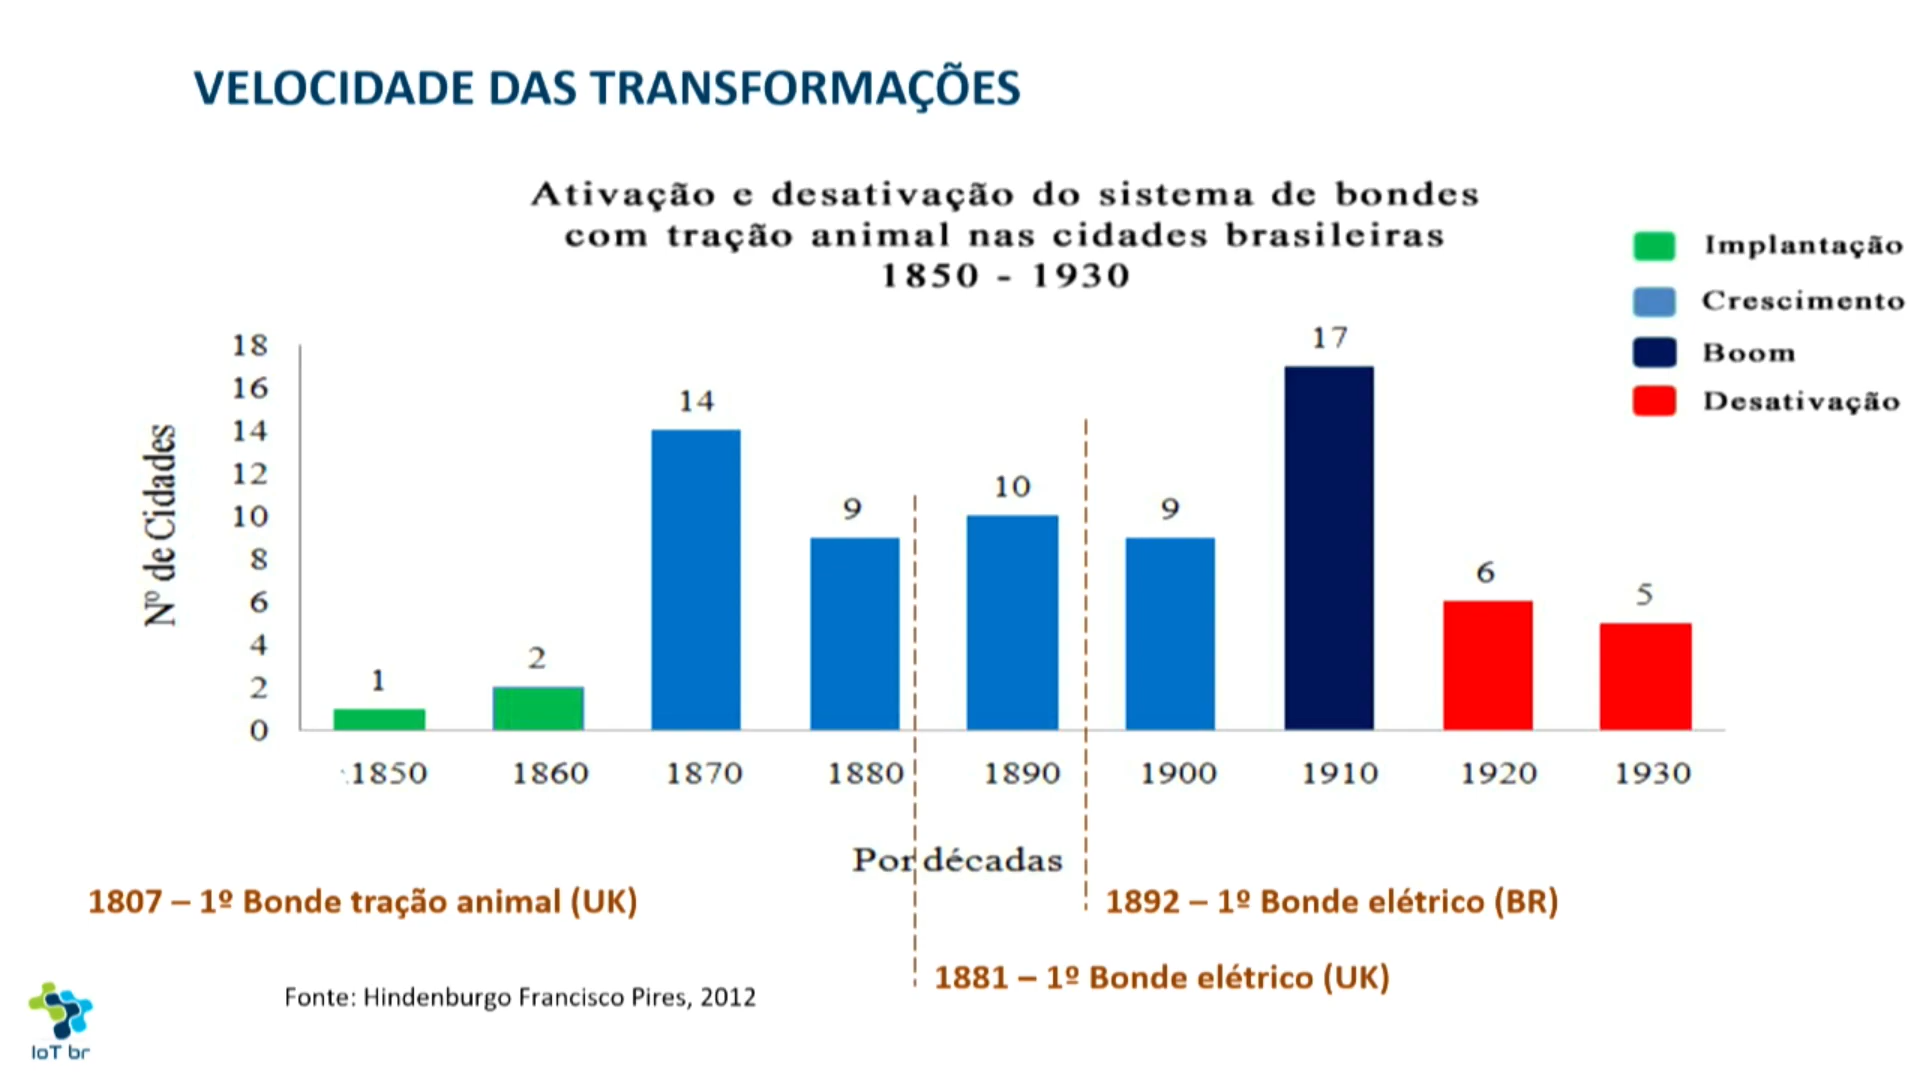 VELOCIDADE DAS TRANSFORMAÇÕES
Ativação e desativação do sistema de bondes
com tração animal nas cidades brasileiras
1850 - 1930
Implantação
Crescimento
Boom
Desativação
Nº de Cidades
18
16
14
12
10
8
6
4
2
0
1
2
14
9
10
9
17
6
5
1850 1860 1870 1880 1890 1900 1910 1920 1930
Por décadas
1807 – 1º Bonde tração animal (UK)
1892 – 1º Bonde elétrico (BR)
1881 – 1º Bonde elétrico (UK)
Fonte: Hindenburgo Francisco Pires, 2012
IoT br